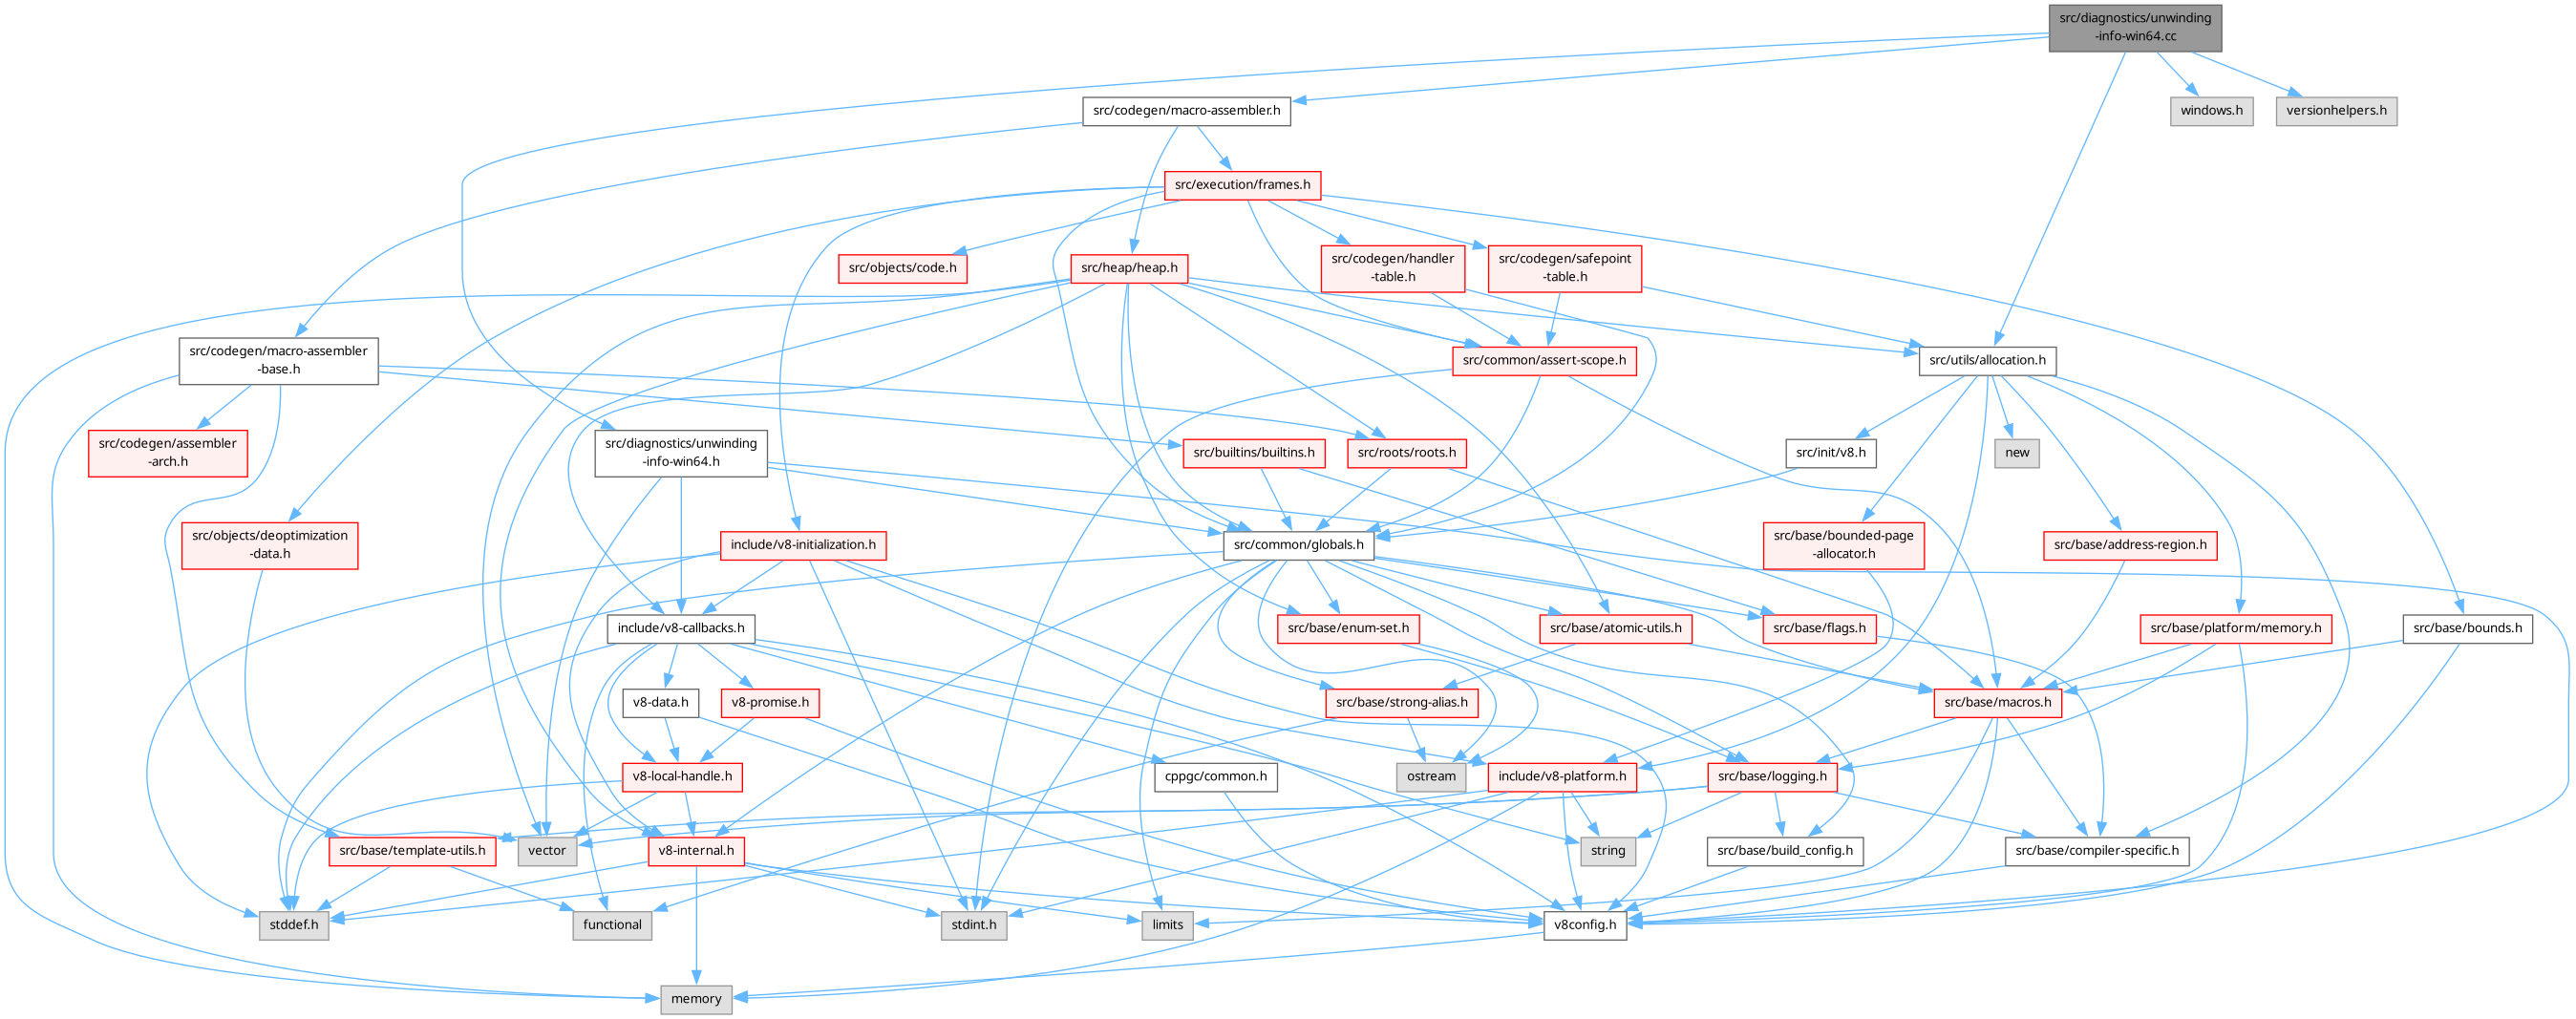 src/diagnostics/unwinding
-info-win64.cc
src/codegen/macro-assembler.h
windows.h
versionhelpers.h
src/execution/frames.h
src/objects/code.h
src/heap/heap.h
src/codegen/handler
-table.h
src/codegen/safepoint
-table.h
src/codegen/macro-assembler
-base.h
src/common/assert-scope.h
src/utils/allocation.h
src/codegen/assembler
-arch.h
src/diagnostics/unwinding
-info-win64.h
src/builtins/builtins.h
src/roots/roots.h
src/init/v8.h
new
src/objects/deoptimization
-data.h
include/v8-initialization.h
src/common/globals.h
src/base/bounded-page
-allocator.h
src/base/address-region.h
include/v8-callbacks.h
src/base/enum-set.h
src/base/atomic-utils.h
src/base/flags.h
src/base/platform/memory.h
src/base/bounds.h
v8-data.h
v8-promise.h
src/base/strong-alias.h
src/base/macros.h
v8-local-handle.h
cppgc/common.h
ostream
include/v8-platform.h
src/base/logging.h
src/base/template-utils.h
vector
v8-internal.h
string
src/base/build_config.h
src/base/compiler-specific.h
stddef.h
functional
stdint.h
limits
v8config.h
memory